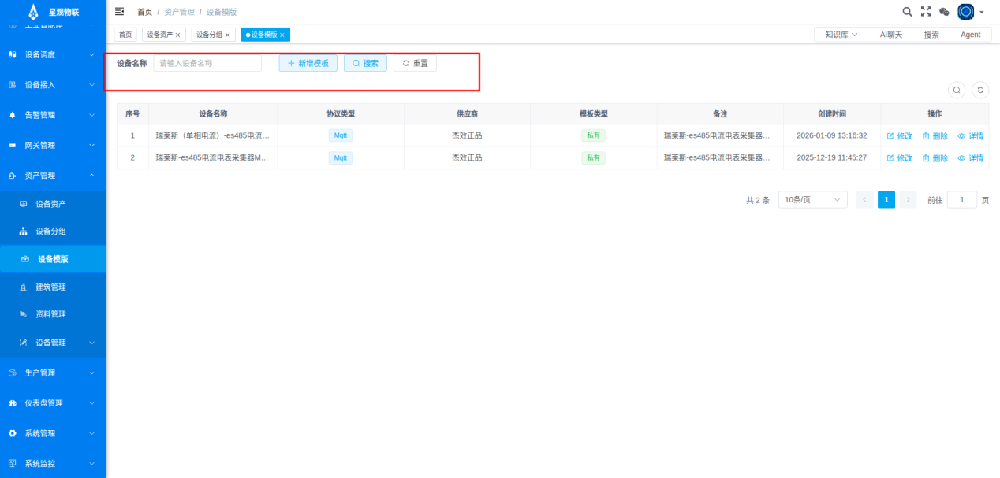 星观物联
首页 / 资产管理 / 设备模版
首页 设备资产 × 设备分组 × 设备模版 ×
知识库 AI聊天 搜索 Agent
设备调度
设备接入
告警管理
网关管理
资产管理
设备资产
设备分组
设备模版
建筑管理
资料管理
设备管理
生产管理
仪表盘管理
系统管理
系统监控
设备名称 请输入设备名称 + 新增模板 搜索 重置
序号 设备名称 协议类型 供应商 模板类型 备注 创建时间 操作
1 瑞莱斯（单相电流）-es485电流... Mqtt 杰效正品 私有 瑞莱斯-es485电流电表采集器... 2026-01-09 13:16:32 修改 删除 详情
2 瑞莱斯-es485电流电表采集器M... Mqtt 杰效正品 私有 瑞莱斯-es485电流电表采集器... 2025-12-19 11:45:27 修改 删除 详情
共 2 条 10条/页 < 1 > 前往 1 页